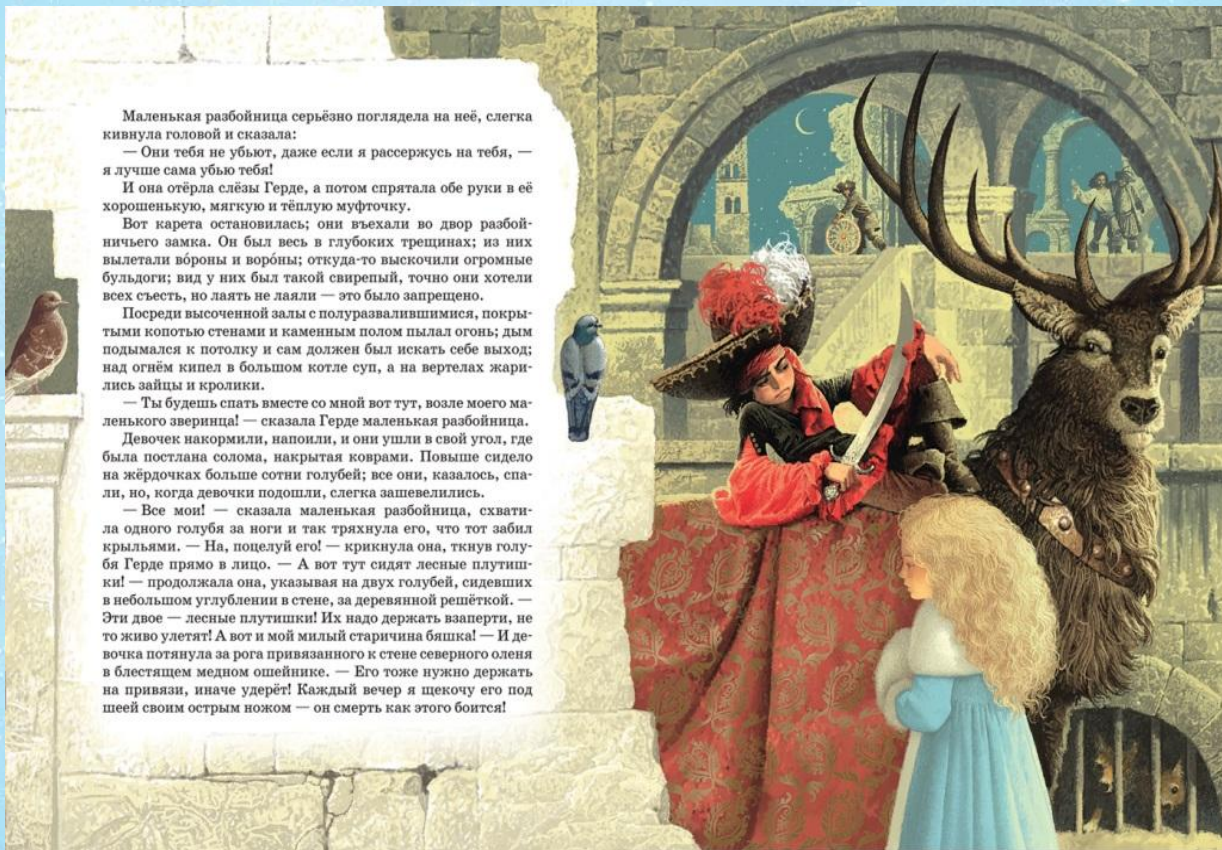 Маленькая разбойница серьёзно поглядела на неё, слегка
кивнула головой и сказала:
— Они тебя не убьют, даже если я рассержусь на тебя, —
я лучше сама убью тебя!
И она отёрла слёзы Герде, а потом спрятала обе руки в её
хорошенькую, мягкую и тёплую муфточку.
Вот карета остановилась; они въехали во двор разбой-
ничьего замка. Он был весь в глубоких трещинах; из них
вылетали во́роны и воро́ны; откуда-то выскочили огромные
бульдоги; вид у них был такой свирепый, точно они хотели
всех съесть, но лаять не лаяли — это было запрещено.
Посреди высоченной залы с полуразвалившимися, покры-
тыми копотью стенами и каменным полом пылал огонь; дым
подымался к потолку и сам должен был искать себе выход;
над огнём кипел в большом котле суп, а на вертелах жари-
лись зайцы и кролики.
— Ты будешь спать вместе со мной вот тут, возле моего ма-
ленького зверинца! — сказала Герде маленькая разбойница.
Девочек накормили, напоили, и они ушли в свой угол, где
была постлана солома, накрытая коврами. Повыше сидело
на жёрдочках больше сотни голубей; все они, казалось, спа-
ли, но, когда девочки подошли, слегка зашевелились.
— Все мои! — сказала маленькая разбойница, схвати-
ла одного голубя за ноги и так тряхнула его, что тот забил
крыльями. — На, поцелуй его! — крикнула она, ткнув голу-
бя Герде прямо в лицо. — А вот тут сидят лесные плутиш-
ки! — продолжала она, указывая на двух голубей, сидевших
в небольшом углублении в стене, за деревянной решёткой. —
Эти двое — лесные плутишки! Их надо держать взаперти, не
то живо улетят! А вот и мой милый старичина бяшка! — И де-
вочка потянула за рога привязанного к стене северного оленя
в блестящем медном ошейнике. — Его тоже нужно держать
на привязи, иначе удерёт! Каждый вечер я щекочу его под
шеей своим острым ножом — он смерть как этого боится!